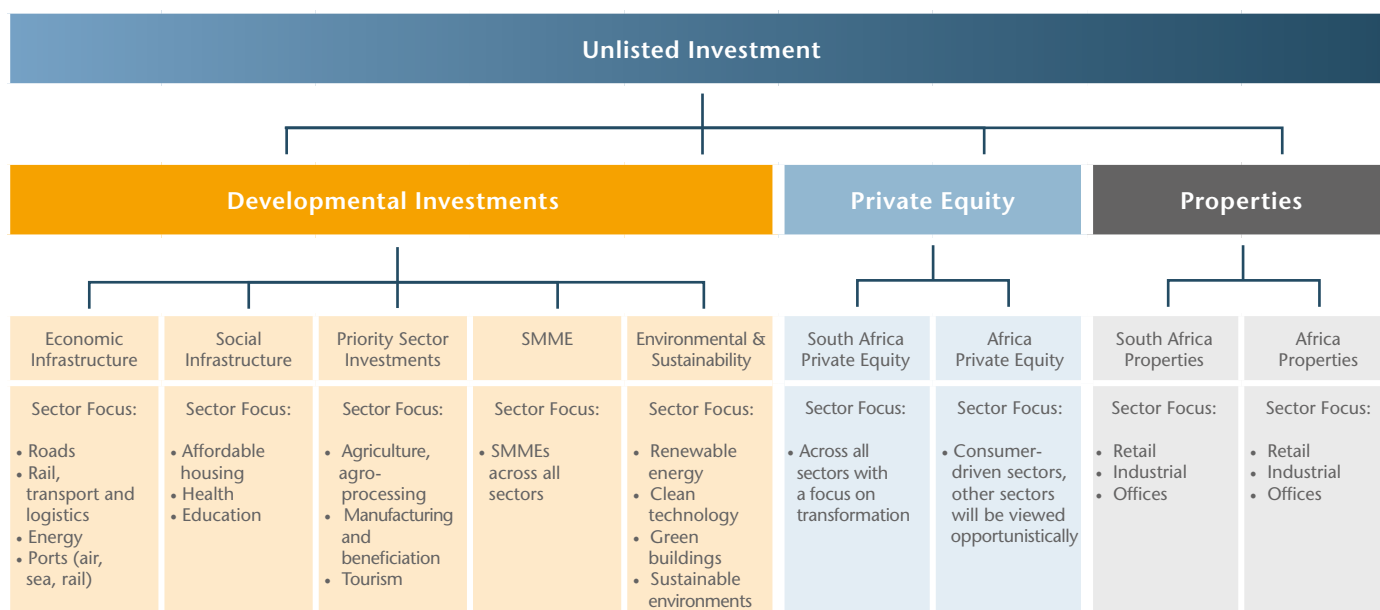 Unlisted Investment
Developmental Investments
Private Equity
Properties
Economic
Infrastructure
Social
Infrastructure
Priority Sector
Investments
SMME
Environmental &
Sustainability
South Africa
Private Equity
Africa
Private Equity
South Africa
Properties
Africa
Properties
Sector Focus:
• Roads
• Rail,
transport and
logistics
• Energy
• Ports (air,
sea, rail)
Sector Focus:
• Affordable
housing
• Health
• Education
Sector Focus:
• Agriculture,
agro-
processing
• Manufacturing
and
beneficiation
• Tourism
Sector Focus:
• SMMEs
across all
sectors
Sector Focus:
• Renewable
energy
• Clean
technology
• Green
buildings
• Sustainable
environments
Sector Focus:
• Across all
sectors with
a focus on
transformation
Sector Focus:
• Consumer-
driven sectors,
other sectors
will be viewed
opportunistically
Sector Focus:
• Retail
• Industrial
• Offices
Sector Focus:
• Retail
• Industrial
• Offices